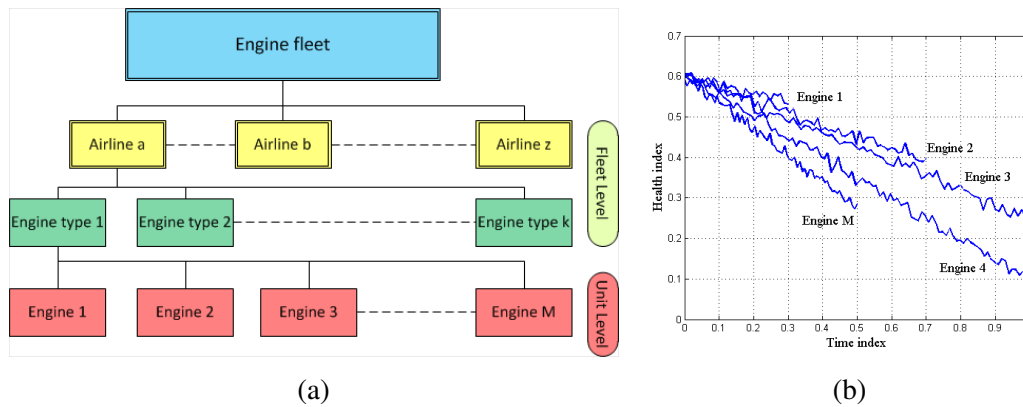 Engine fleet
Airline a
Airline b
Airline z
Fleet Level
Engine type 1
Engine type 2
Engine type k
Engine 1
Engine 2
Engine 3
Engine M
Unit Level
(a)
0.7
0.6
0.5
0.4
0.3
0.2
0.1
0
Health index
Engine 1
Engine 2
Engine 3
Engine M
Engine 4
0 0.1 0.2 0.3 0.4 0.5 0.6 0.7 0.8 0.9
Time index
(b)